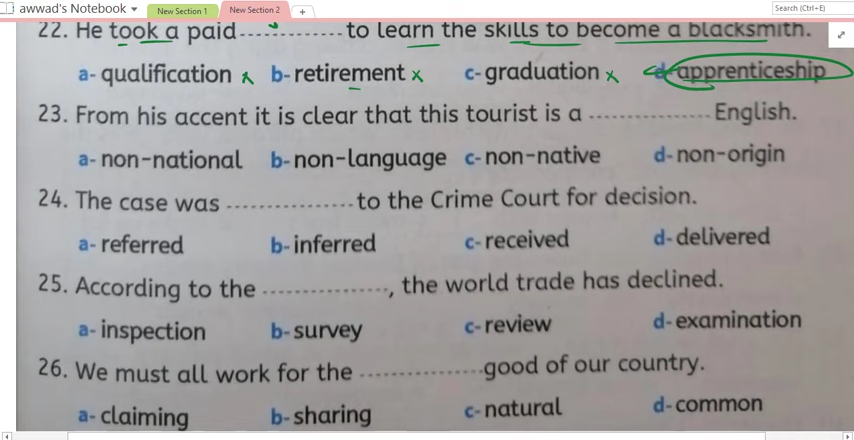 awwad's Notebook
New Section 1
New Section 2
+
Search (Ctrl+E)
22. He took a paid .............. to learn the skills to become a blacksmith.
a- qualification x b- retirement x c- graduation x d- apprenticeship
23. From his accent it is clear that this tourist is a .............. English.
a- non-national b- non-language c- non-native d- non-origin
24. The case was .............. to the Crime Court for decision.
a- referred b- inferred c- received d- delivered
25. According to the .............., the world trade has declined.
a- inspection b- survey c- review d- examination
26. We must all work for the .............. good of our country.
a- claiming b- sharing c- natural d- common